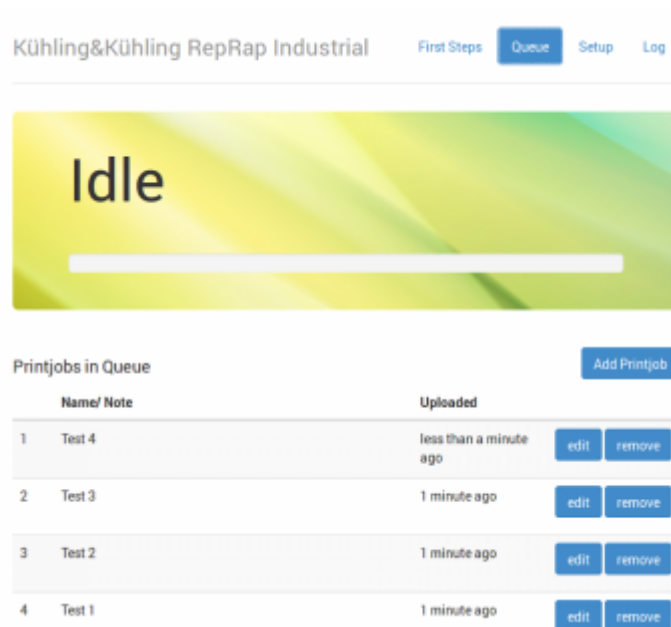 Kühling&Kühling RepRap Industrial First Steps Queue Setup Log
Idle
Printjobs in Queue Add Printjob
Name/ Note Uploaded
1 Test 4 less than a minute ago edit remove
2 Test 3 1 minute ago edit remove
3 Test 2 1 minute ago edit remove
4 Test 1 1 minute ago edit remove